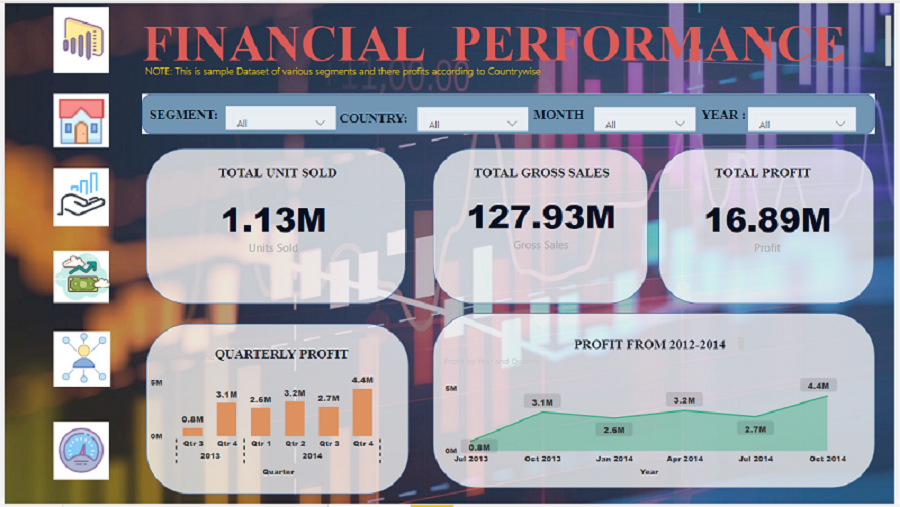 FINANCIAL PERFORMANCE
NOTE: This is sample Dataset of various segments and there profits according to Countrywise
SEGMENT: All COUNTRY: All MONTH All YEAR : All
TOTAL UNIT SOLD
1.13M
Units Sold
TOTAL GROSS SALES
127.93M
Gross Sales
TOTAL PROFIT
16.89M
Profit
QUARTERLY PROFIT
5M
0M
0.8M 3.1M 2.6M 3.2M 2.7M 4.4M
Qtr 3 Qtr 4 Qtr 1 Qtr 2 Qtr 3 Qtr 4
2013 2014
Quarter
PROFIT FROM 2012-2014
5M
0M
0.8M 3.1M 2.6M 3.2M 2.7M 4.4M
Jul 2013 Oct 2013 Jan 2014 Apr 2014 Jul 2014 Oct 2014
Year